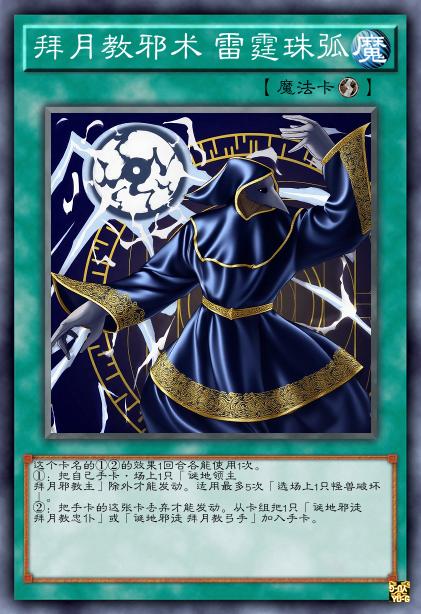 拜月教邪术 雷霆珠弧
魔
【魔法卡】
这个卡名的①②的效果1回合各能使用1次。
①：把自己手卡·场上1只「谜地领主
拜月邪教主」除外才能发动。适用最多5次「选场上1只怪兽破坏
」。
②：把手卡的这张卡丢弃才能发动。从卡组把1只「谜地邪徒
拜月教忠仆」或「谜地邪徒 拜月教弓手」加入手卡。